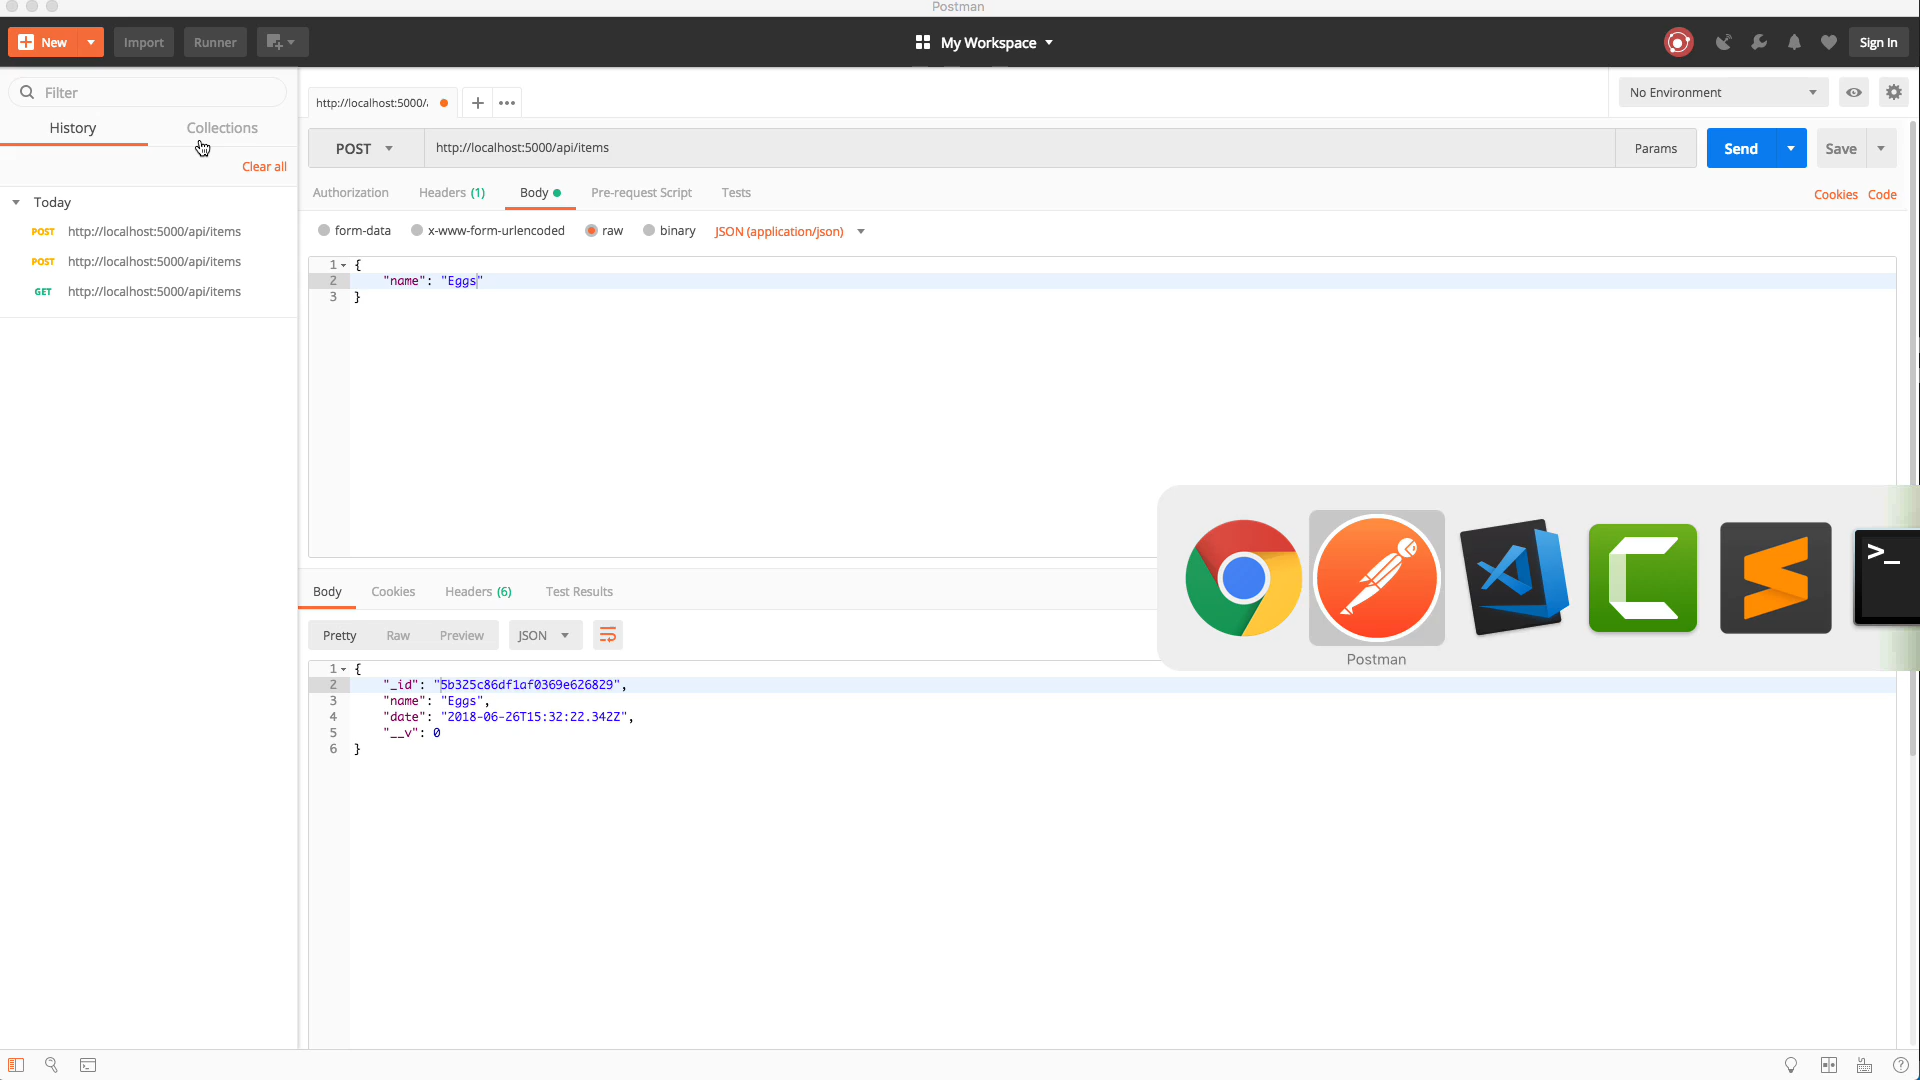 Postman
New
Import
Runner
My Workspace
Sign In
Filter
History
Collections
Clear all
Today
POST http://localhost:5000/api/items
POST http://localhost:5000/api/items
GET http://localhost:5000/api/items
http://localhost:5000/
No Environment
POST http://localhost:5000/api/items
Params
Send
Save
Authorization
Headers (1)
Body
Pre-request Script
Tests
Cookies
Code
form-data
x-www-form-urlencoded
raw
binary
JSON (application/json)
1 {
2 "name": "Eggs"
3 }
Body
Cookies
Headers (6)
Test Results
Pretty
Raw
Preview
JSON
1 {
2 "_id": "5b325c86df1af0369e626829",
3 "name": "Eggs",
4 "date": "2018-06-26T15:32:22.342Z",
5 "__v": 0
6 }
>_
Postman